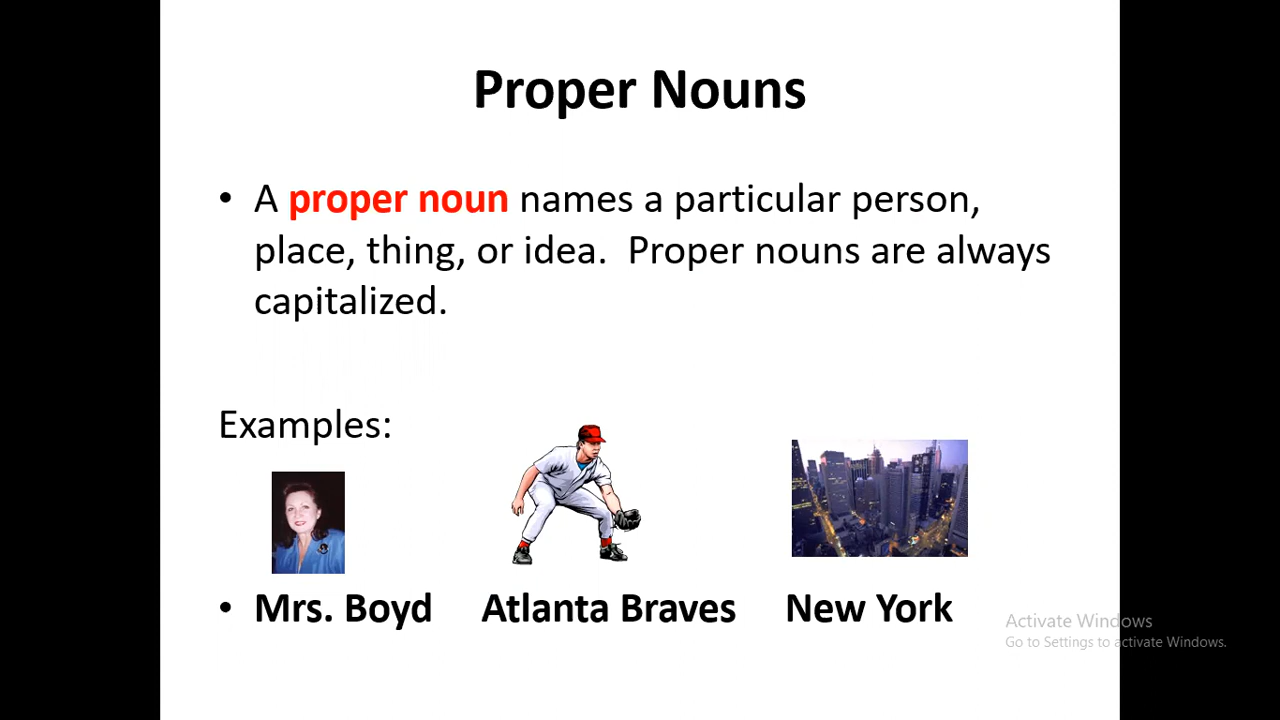 Proper Nouns
• A proper noun names a particular person,
place, thing, or idea.  Proper nouns are always
capitalized.
Examples:
• Mrs. Boyd Atlanta Braves New York
Activate Windows
Go to Settings to activate Windows.